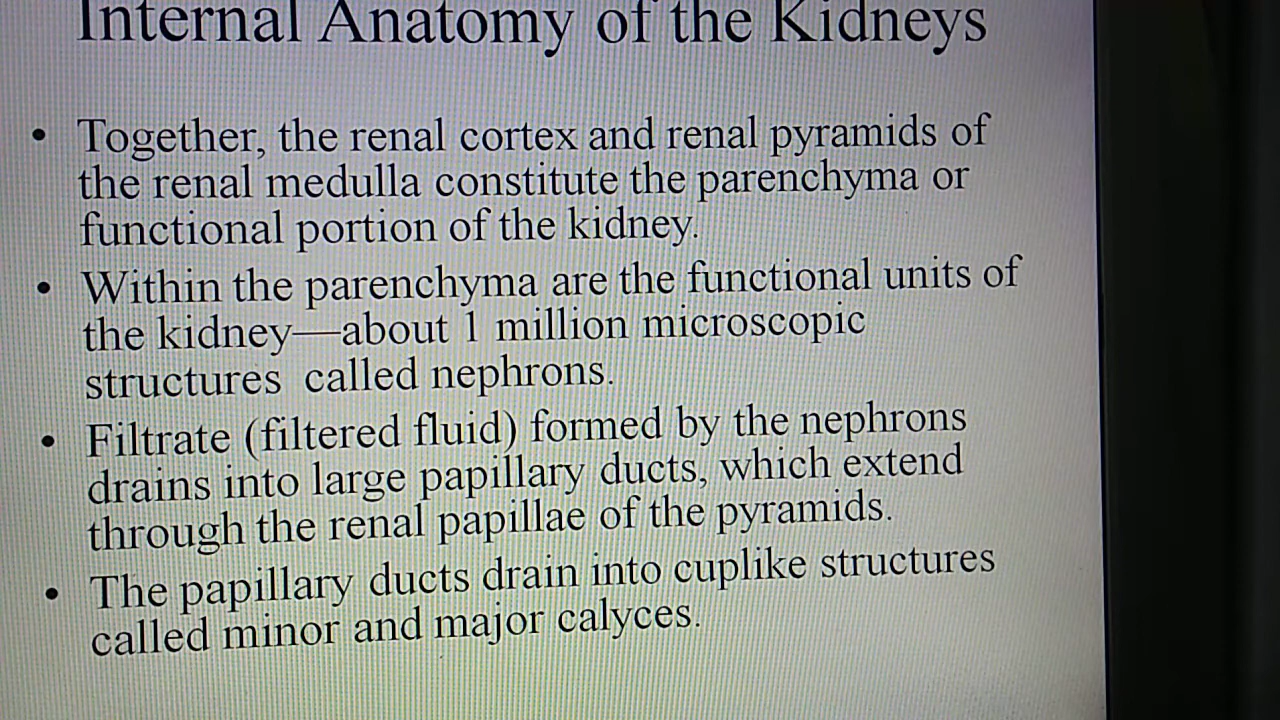 Internal Anatomy of the Kidneys
• Together, the renal cortex and renal pyramids of
the renal medulla constitute the parenchyma or
functional portion of the kidney.
• Within the parenchyma are the functional units of
the kidney—about 1 million microscopic
structures called nephrons.
• Filtrate (filtered fluid) formed by the nephrons
drains into large papillary ducts, which extend
through the renal papillae of the pyramids.
• The papillary ducts drain into cuplike structures
called minor and major calyces.